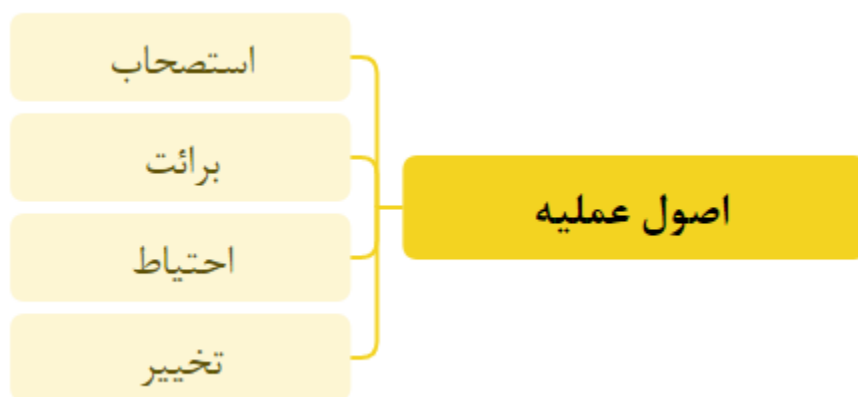 اصول عملیه
استصحاب
برائت
احتیاط
تخییر